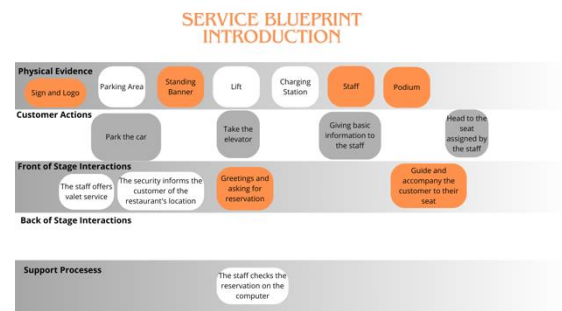 SERVICE BLUEPRINT
INTRODUCTION
Physical Evidence
Sign and Logo
Parking Area
Standing
Banner
Lift
Charging
Station
Staff
Podium
Customer Actions
Park the car
Take the
elevator
Giving basic
information to
the staff
Head to the
seat
assigned by
the staff
Front of Stage Interactions
The staff offers
valet service
The security informs the
customer of the
restaurant's location
Greetings and
asking for
reservation
Guide and
accompany the
customer to their
seat
Back of Stage Interactions
Support Procesess
The staff checks the
reservation on the
computer